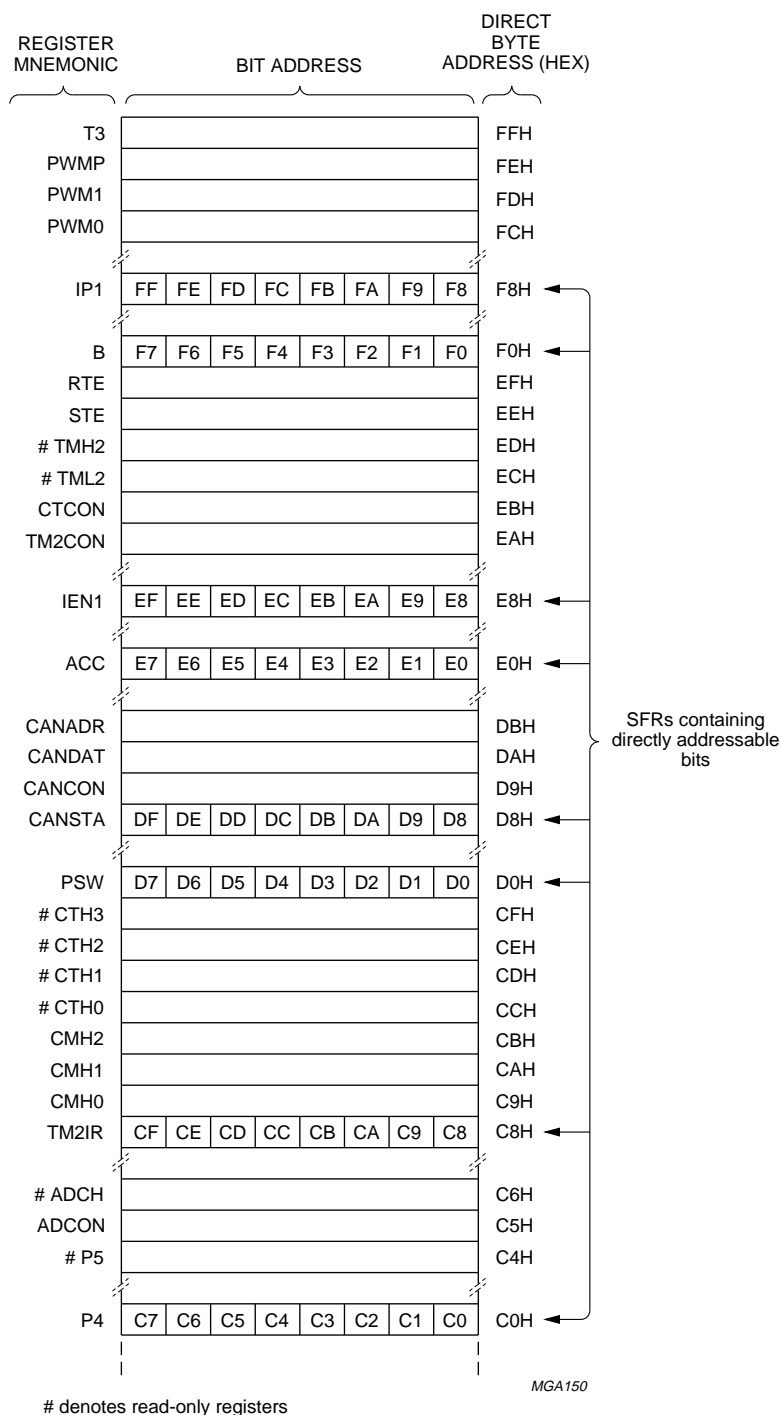 REGISTER MNEMONIC BIT ADDRESS DIRECT BYTE ADDRESS (HEX)
T3 FFH
PWMP FEH
PWM1 FDH
PWM0 FCH
IP1 FF FE FD FC FB FA F9 F8 F8H
B F7 F6 F5 F4 F3 F2 F1 F0 F0H
RTE EFH
STE EEH
# TMH2 EDH
# TML2 ECH
CTCON EBH
TM2CON EAH
IEN1 EF EE ED EC EB EA E9 E8 E8H
ACC E7 E6 E5 E4 E3 E2 E1 E0 E0H
CANADR DBH
CANDAT DAH
CANCON D9H
CANSTA DF DE DD DC DB DA D9 D8 D8H
SFRs containing
directly addressable
bits
PSW D7 D6 D5 D4 D3 D2 D1 D0 D0H
# CTH3 CFH
# CTH2 CEH
# CTH1 CDH
# CTH0 CCH
CMH2 CBH
CMH1 CAH
CMH0 C9H
TM2IR CF CE CD CC CB CA C9 C8 C8H
# ADCH C6H
ADCON C5H
# P5 C4H
P4 C7 C6 C5 C4 C3 C2 C1 C0 C0H
MGA150
# denotes read-only registers